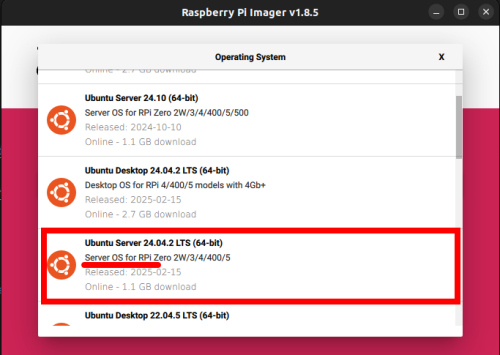 Raspberry Pi Imager v1.8.5
Operating System
X
Online - 2.7 GB download
Ubuntu Server 24.10 (64-bit)
Server OS for RPi Zero 2W/3/4/400/5/500
Released: 2024-10-10
Online - 1.1 GB download
Ubuntu Desktop 24.04.2 LTS (64-bit)
Desktop OS for RPi 4/400/5 models with 4Gb+
Released: 2025-02-15
Online - 2.7 GB download
Ubuntu Server 24.04.2 LTS (64-bit)
Server OS for RPi Zero 2W/3/4/400/5
Released: 2025-02-15
Online - 1.1 GB download
Ubuntu Desktop 22.04.5 LTS (64-bit)